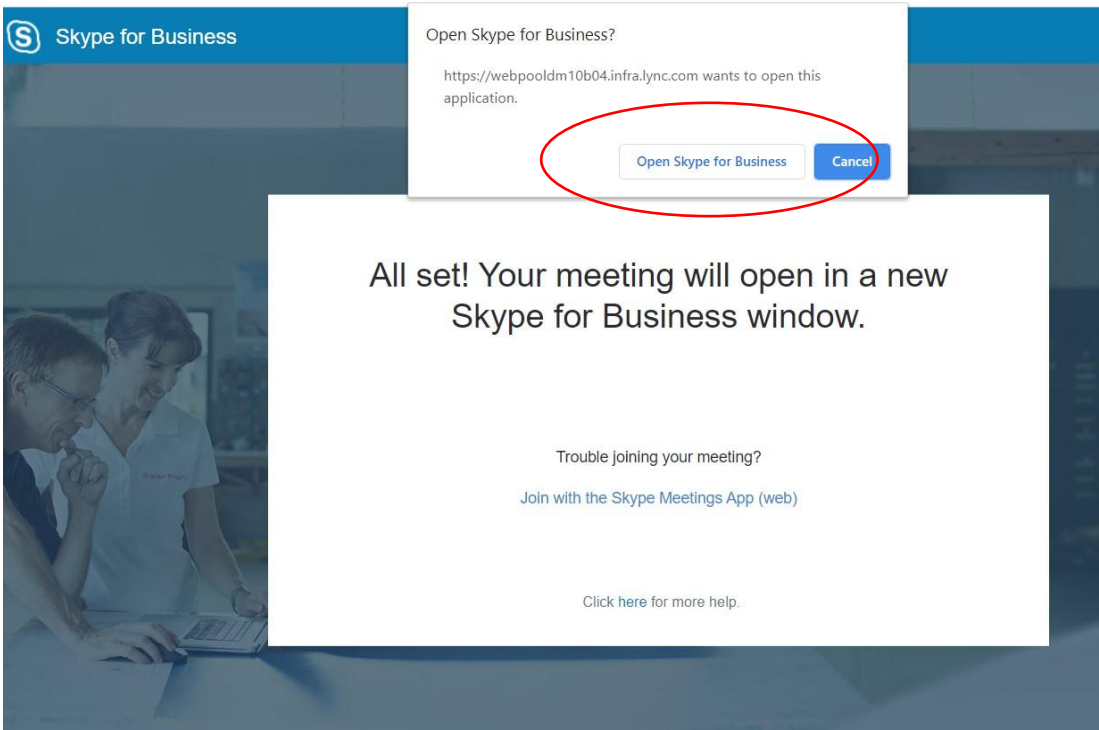 Skype for Business
Open Skype for Business?
https://webpooldm10b04.infra.lync.com wants to open this
application.
Open Skype for Business
Cancel
All set! Your meeting will open in a new
Skype for Business window.
Trouble joining your meeting?
Join with the Skype Meetings App (web)
Click here for more help.